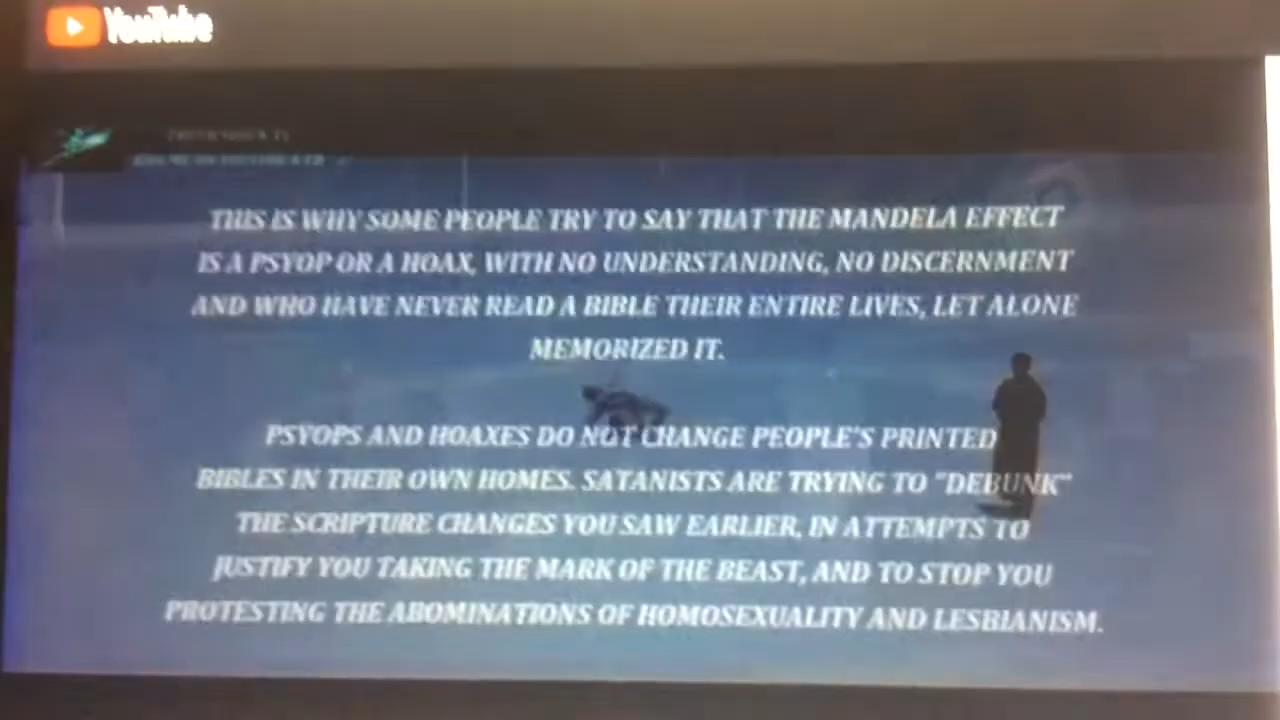 YouTube
THIS IS WHY SOME PEOPLE TRY TO SAY THAT THE MANDELA EFFECT
IS A PSYOP OR A HOAX, WITH NO UNDERSTANDING, NO DISCERNMENT
AND WHO HAVE NEVER READ A BIBLE THEIR ENTIRE LIVES, LET ALONE
MEMORIZED IT.
PSYOPS AND HOAXES DO NOT CHANGE PEOPLE'S PRINTED
BIBLES IN THEIR OWN HOMES. SATANISTS ARE TRYING TO "DEBUNK"
THE SCRIPTURE CHANGES YOU SAW EARLIER, IN ATTEMPTS TO
JUSTIFY YOU TAKING THE MARK OF THE BEAST, AND TO STOP YOU
PROTESTING THE ABOMINATIONS OF HOMOSEXUALITY AND LESBIANISM.